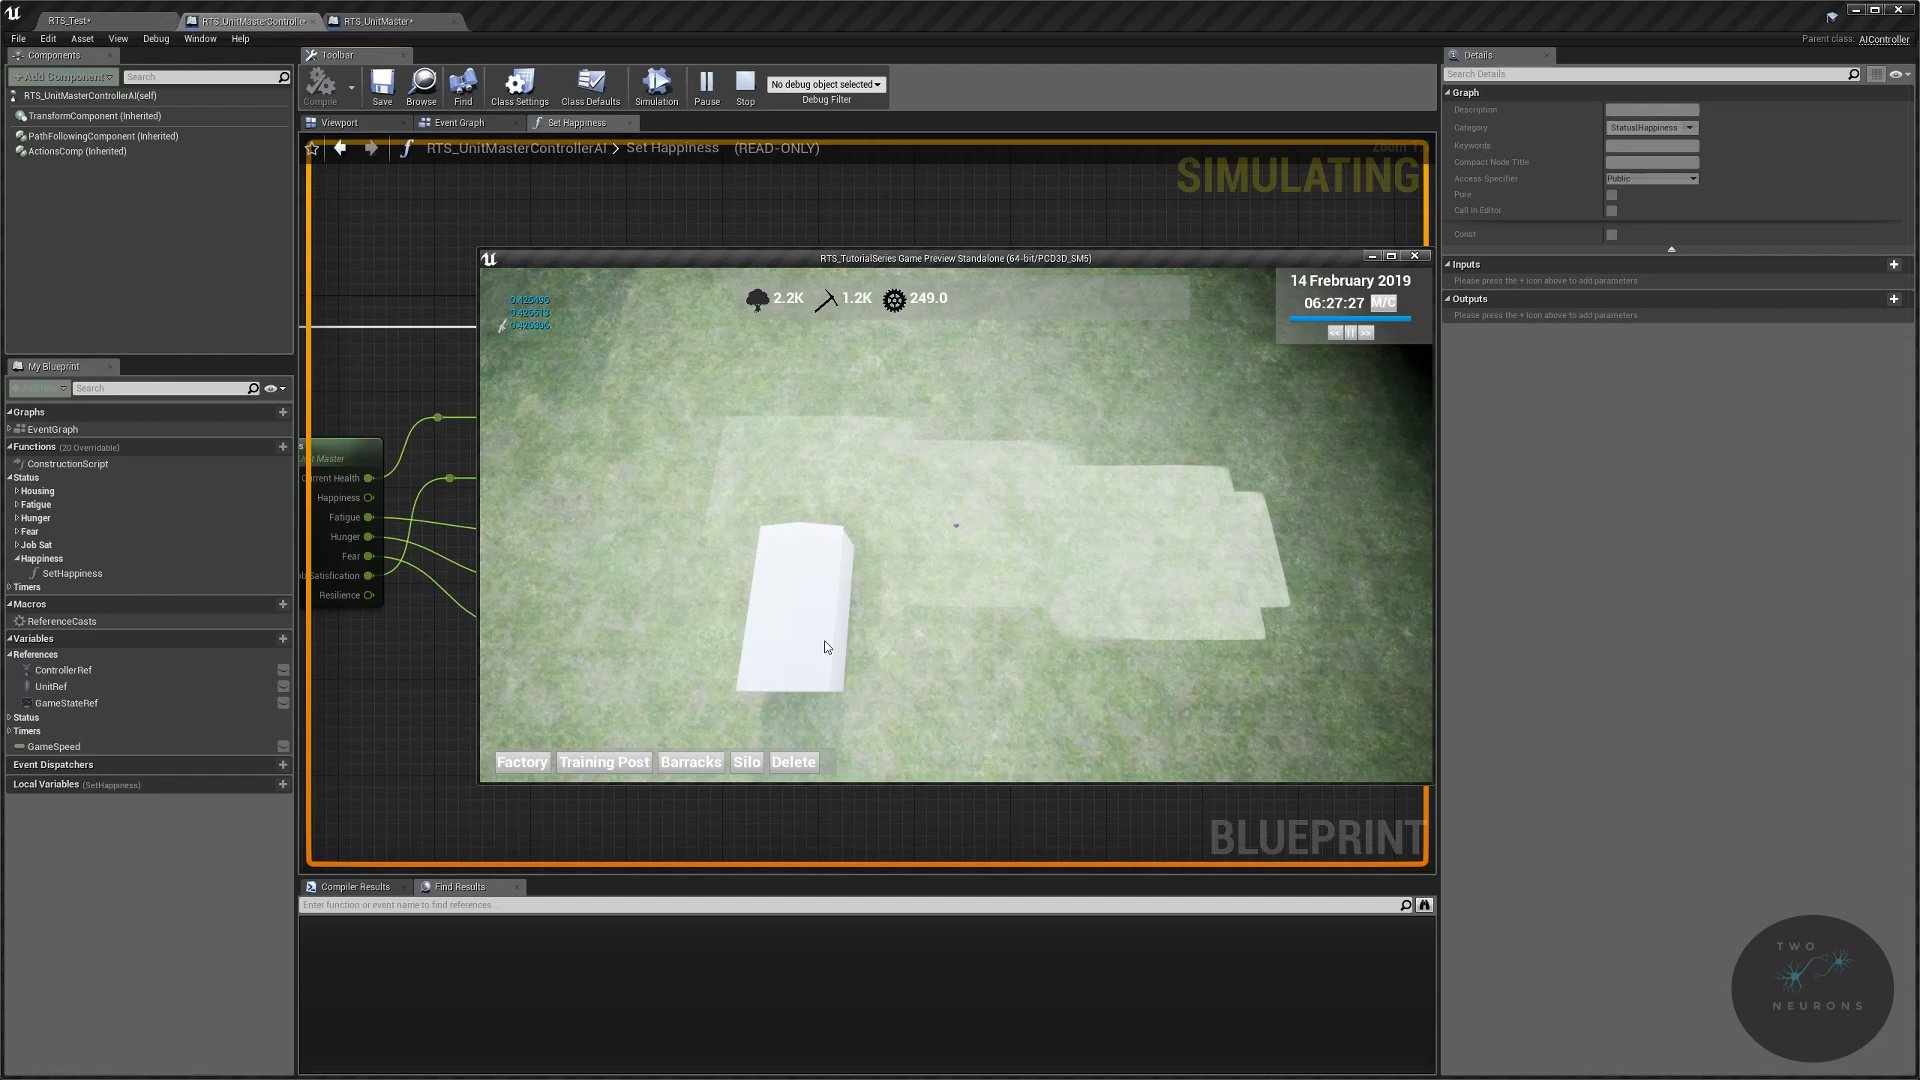 RTS_Test*
RTS_UnitMasterControlle
RTS_UnitMaster*
File Edit Asset View Debug Window Help
Parent class: AIController
Components
+Add Component
Search
RTS_UnitMasterControllerAI(self)
TransformComponent (Inherited)
PathFollowingComponent (Inherited)
ActionsComp (Inherited)
Toolbar
Compile
Save
Browse
Find
Class Settings
Class Defaults
Simulation
Pause
Stop
No debug object selected
Debug Filter
Viewport
Event Graph
Set Happiness
RTS_UnitMasterControllerAI > Set Happiness (READ-ONLY)
SIMULATING
My Blueprint
Search
Graphs
EventGraph
Functions (20 Overridable)
ConstructionScript
Status
Housing
Fatigue
Hunger
Fear
Job Sat
Happiness
SetHappiness
Timers
Macros
ReferenceCasts
Variables
References
ControllerRef
UnitRef
GameStateRef
Status
Timers
GameSpeed
Event Dispatchers
Local Variables (SetHappiness)
Unit Master
Current Health
Happiness
Fatigue
Hunger
Fear
ob Satisfaction
Resilience
RTS_TutorialSeries Game Preview Standalone (64-bit/PCD3D_SM5)
2.2K
1.2K
249.0
14 Frebruary 2019
06:27:27 M/C
<< || >>
Factory
Training Post
Barracks
Silo
Delete
BLUEPRINT
Compiler Results
Find Results
Enter function or event name to find references...
Details
Search Details
Graph
Description
Category
Status|Happiness
Keywords
Compact Node Title
Access Specifier
Public
Pure
Call In Editor
Const
Inputs
Please press the + icon above to add parameters
Outputs
Please press the + icon above to add parameters
TWO
NEURONS